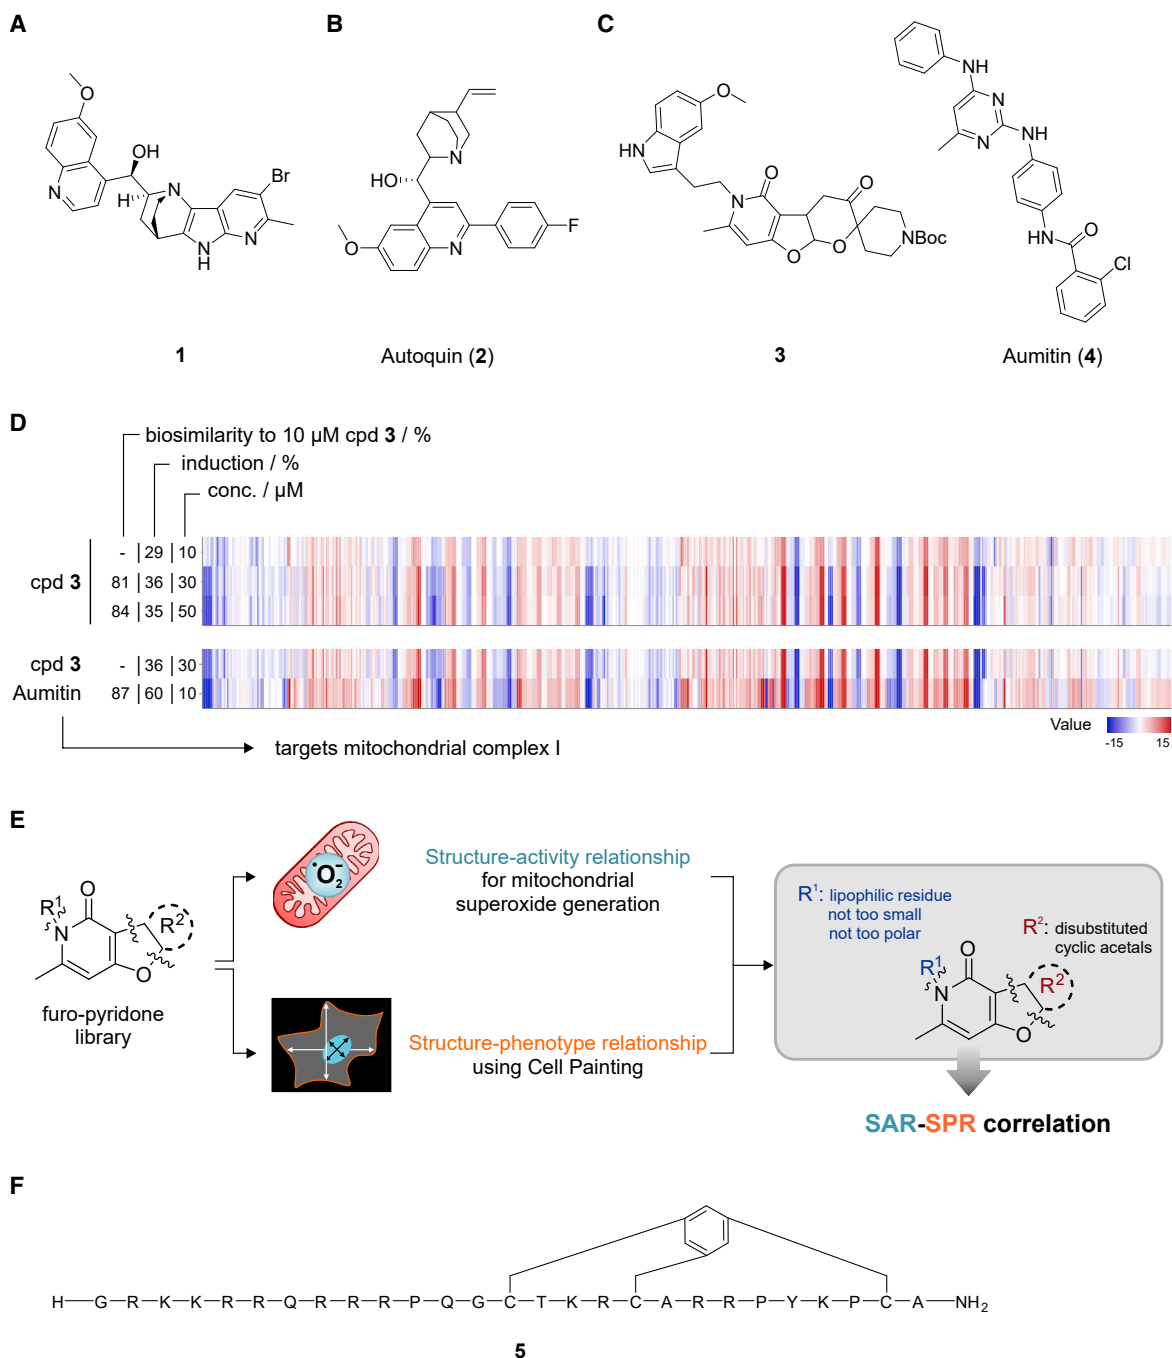 A
B
C
O
OH
N
H
N
Br
N
H
N
HO
N
O
N
F
O
HN
O
O
N
O
O
NBoc
NH
N
N
NH
HN
O
Cl
1
Autoquin (2)
3
Aumitin (4)
D
biosimilarity to 10 µM cpd 3 / %
induction / %
conc. / µM
cpd 3
- | 29 | 10
81 | 36 | 30
84 | 35 | 50
cpd 3 - | 36 | 30
Aumitin 87 | 60 | 10
Value
-15 15
targets mitochondrial complex I
E
R1
O
R2
N
O
furo-pyridone
library
•O2−
Structure-activity relationship
for mitochondrial
superoxide generation
Structure-phenotype relationship
using Cell Painting
R1: lipophilic residue
not too small
not too polar
R2: disubstituted
cyclic acetals
R1
O
R2
N
O
SAR-SPR correlation
F
H G R K K R R Q R R R P Q G C T K R C A R R P Y K P C A NH2
5